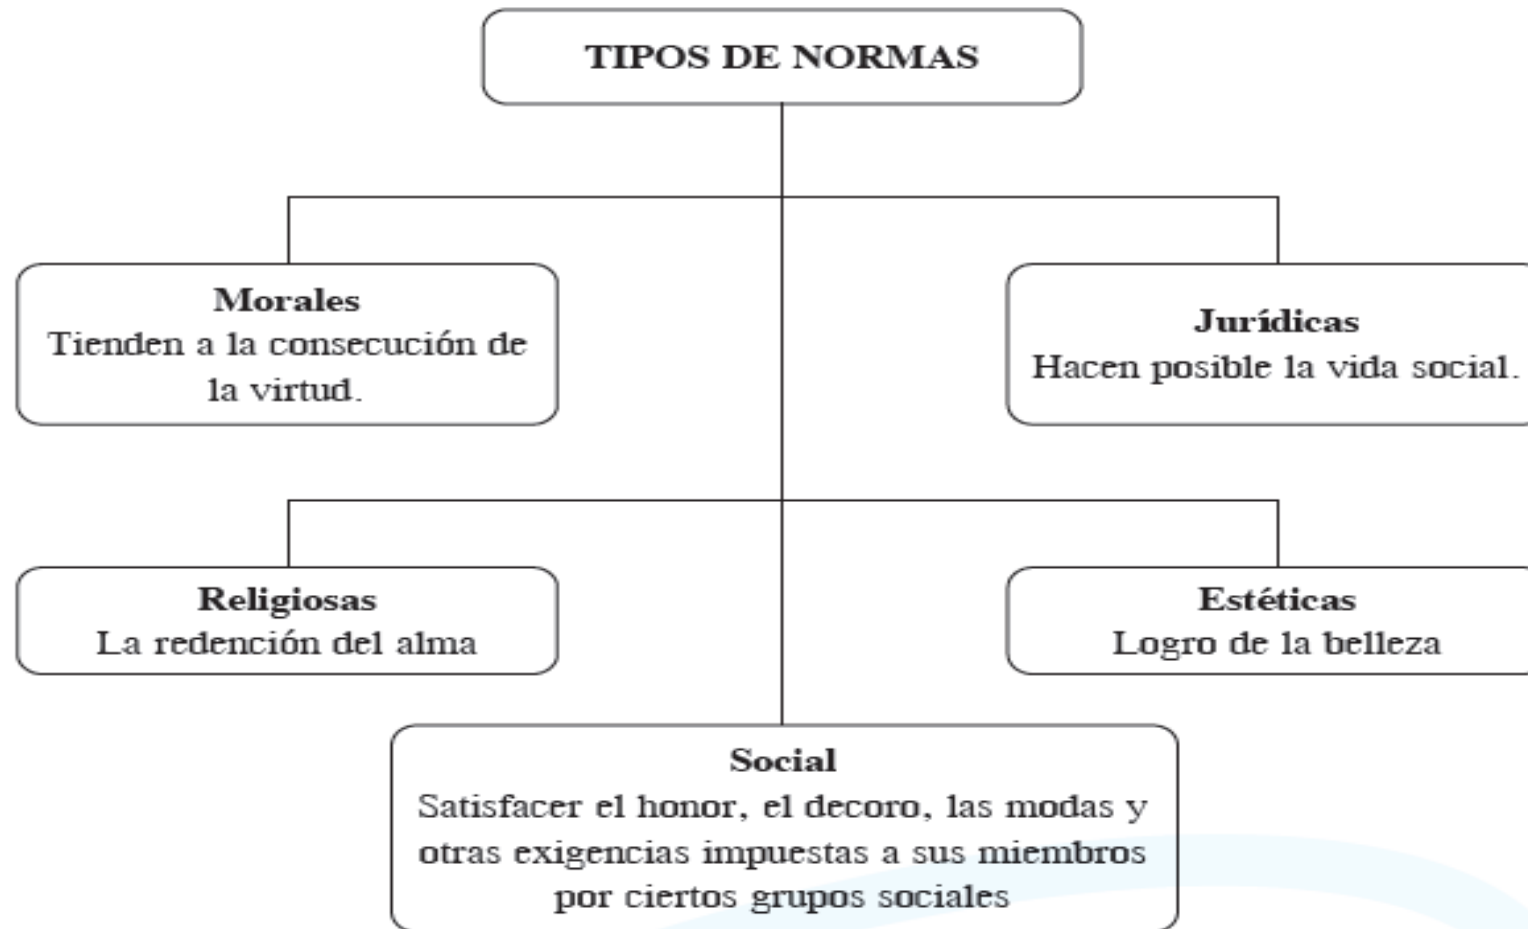 TIPOS DE NORMAS
Morales
Tienden a la consecución de
la virtud.
Jurídicas
Hacen posible la vida social.
Religiosas
La redención del alma
Estéticas
Logro de la belleza
Social
Satisfacer el honor, el decoro, las modas y
otras exigencias impuestas a sus miembros
por ciertos grupos sociales